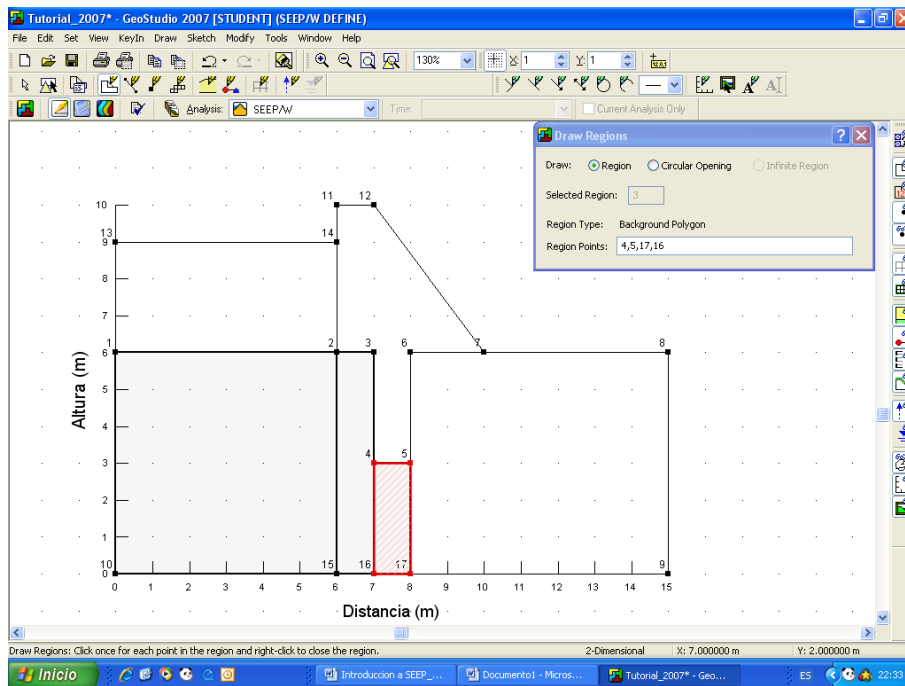 Tutorial_2007* - GeoStudio 2007 [STUDENT] (SEEP/W DEFINE)
File Edit Set View KeyIn Draw Sketch Modify Tools Window Help
130% X: 1 Y: 1
Analysis: SEEP/W Time: Current Analysis Only
Draw Regions
Draw: Region Circular Opening Infinite Region
Selected Region: 3
Region Type: Background Polygon
Region Points: 4,5,17,16
11 12
10
13 14
9
8
7
1 2 3 6 7 8
6
5
4
4 5
3
2
1
10 15 16 17 9
0
0 1 2 3 4 5 6 7 8 9 10 11 12 13 14 15
Altura (m)
Distancia (m)
Draw Regions: Click once for each point in the region and right-click to close the region. 2-Dimensional X: 7.000000 m Y: 2.000000 m
Inicio Introduccion a SEEP_... Documento1 - Micros... Tutorial_2007* - Geo... ES 22:33